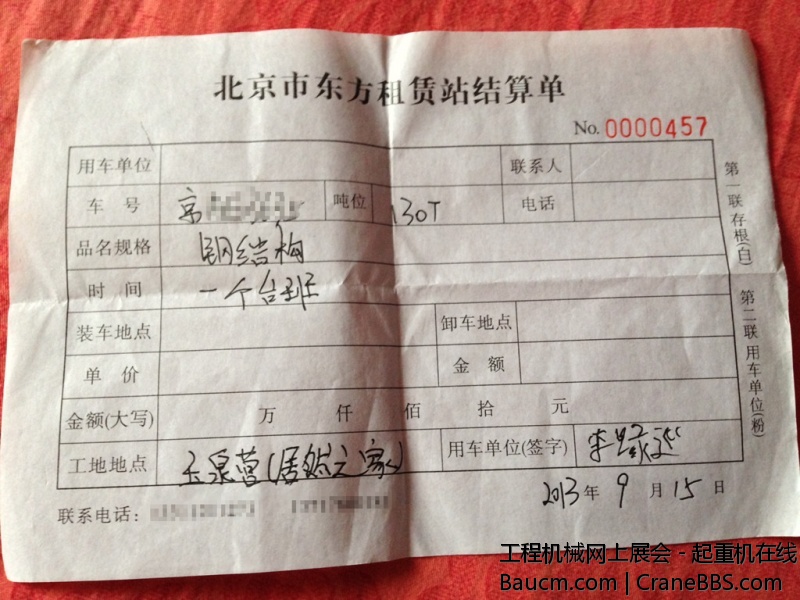 北京市东方租赁站结算单
No. 0000457
用车单位 联系人
车号 京 吨位 130T 电话
品名规格 钢结构
时间 一个台班
装车地点 卸车地点
单价 金额
金额(大写) 万 仟 佰 拾 元
工地地点 玉泉营(居然之家) 用车单位(签字) 李
2013年9月15日
联系电话:
第一联存根(白)
第二联用车单位(粉)
工程机械网上展会 - 起重机在线
Baucm.com | CraneBBS.com